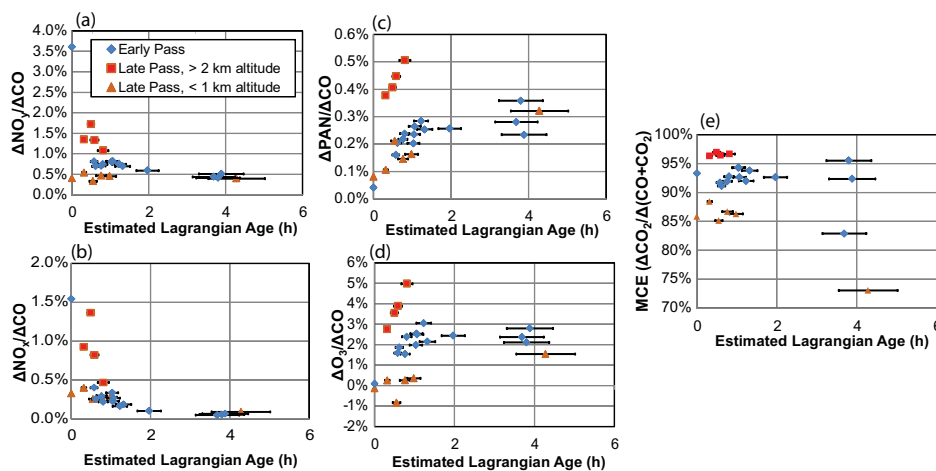 (a)
ΔNOy/ΔCO
4.0%
3.5%
3.0%
2.5%
2.0%
1.5%
1.0%
0.5%
0.0%
Early Pass
Late Pass, > 2 km altitude
Late Pass, < 1 km altitude
0 2 4 6
Estimated Lagrangian Age (h)
(b)
ΔNOx/ΔCO
2.0%
1.5%
1.0%
0.5%
0.0%
0 2 4 6
Estimated Lagrangian Age (h)
(c)
ΔPAN/ΔCO
0.6%
0.5%
0.4%
0.3%
0.2%
0.1%
0.0%
0 2 4 6
Estimated Lagrangian Age (h)
(d)
ΔO3/ΔCO
6%
5%
4%
3%
2%
1%
0%
-1%
-2%
0 2 4 6
Estimated Lagrangian Age (h)
(e)
MCE (ΔCO2/Δ(CO+CO2)
100%
95%
90%
85%
80%
75%
70%
0 2 4 6
Estimated Lagrangian Age (h)